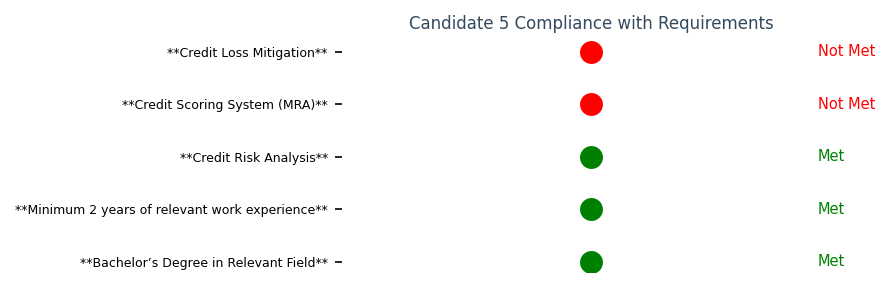 Candidate 5 Compliance with Requirements
**Credit Loss Mitigation** Not Met
**Credit Scoring System (MRA)** Not Met
**Credit Risk Analysis** Met
**Minimum 2 years of relevant work experience** Met
**Bachelor’s Degree in Relevant Field** Met